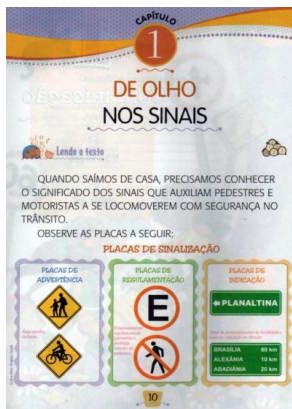 CAPÍTULO
1
DE OLHO
NOS SINAIS
Lendo o texto
QUANDO SAÍMOS DE CASA, PRECISAMOS CONHECER
O SIGNIFICADO DOS SINAIS QUE AUXILIAM PEDESTRES E
MOTORISTAS A SE LOCOMOVEREM COM SEGURANÇA NO
TRÂNSITO.
OBSERVE AS PLACAS A SEGUIR:
PLACAS DE SINALIZAÇÃO
PLACAS DE
ADVERTÊNCIA
PLACAS DE
REGULAMENTAÇÃO
E
PLACAS DE
INDICAÇÃO
PLANALTINA
BRASÍLIA 60 km
ALEXÂNIA 10 km
ABADIÂNIA 20 km
10